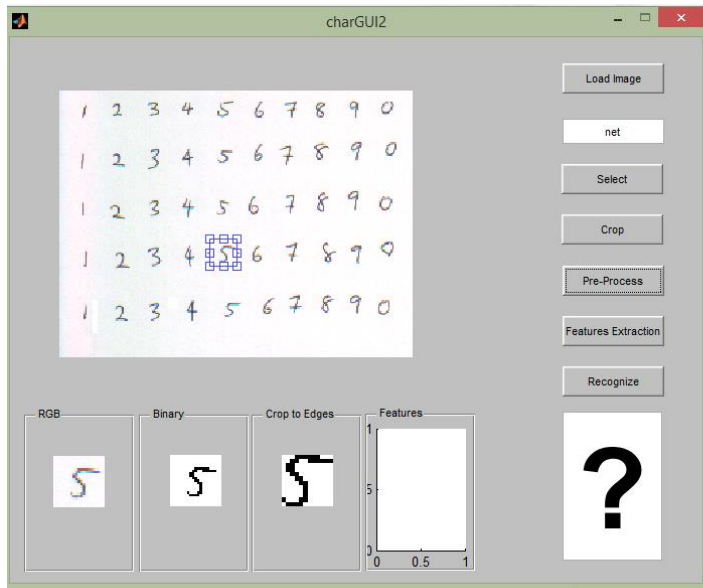 charGUI2
Load Image
net
Select
Crop
Pre-Process
Features Extraction
Recognize
1 2 3 4 5 6 7 8 9 0
1 2 3 4 5 6 7 8 9 0
1 2 3 4 5 6 7 8 9 0
1 2 3 4 5 6 7 8 9 0
1 2 3 4 5 6 7 8 9 0
RGB
5
Binary
5
Crop to Edges
5
Features
1
5
0
0 0.5 1
?